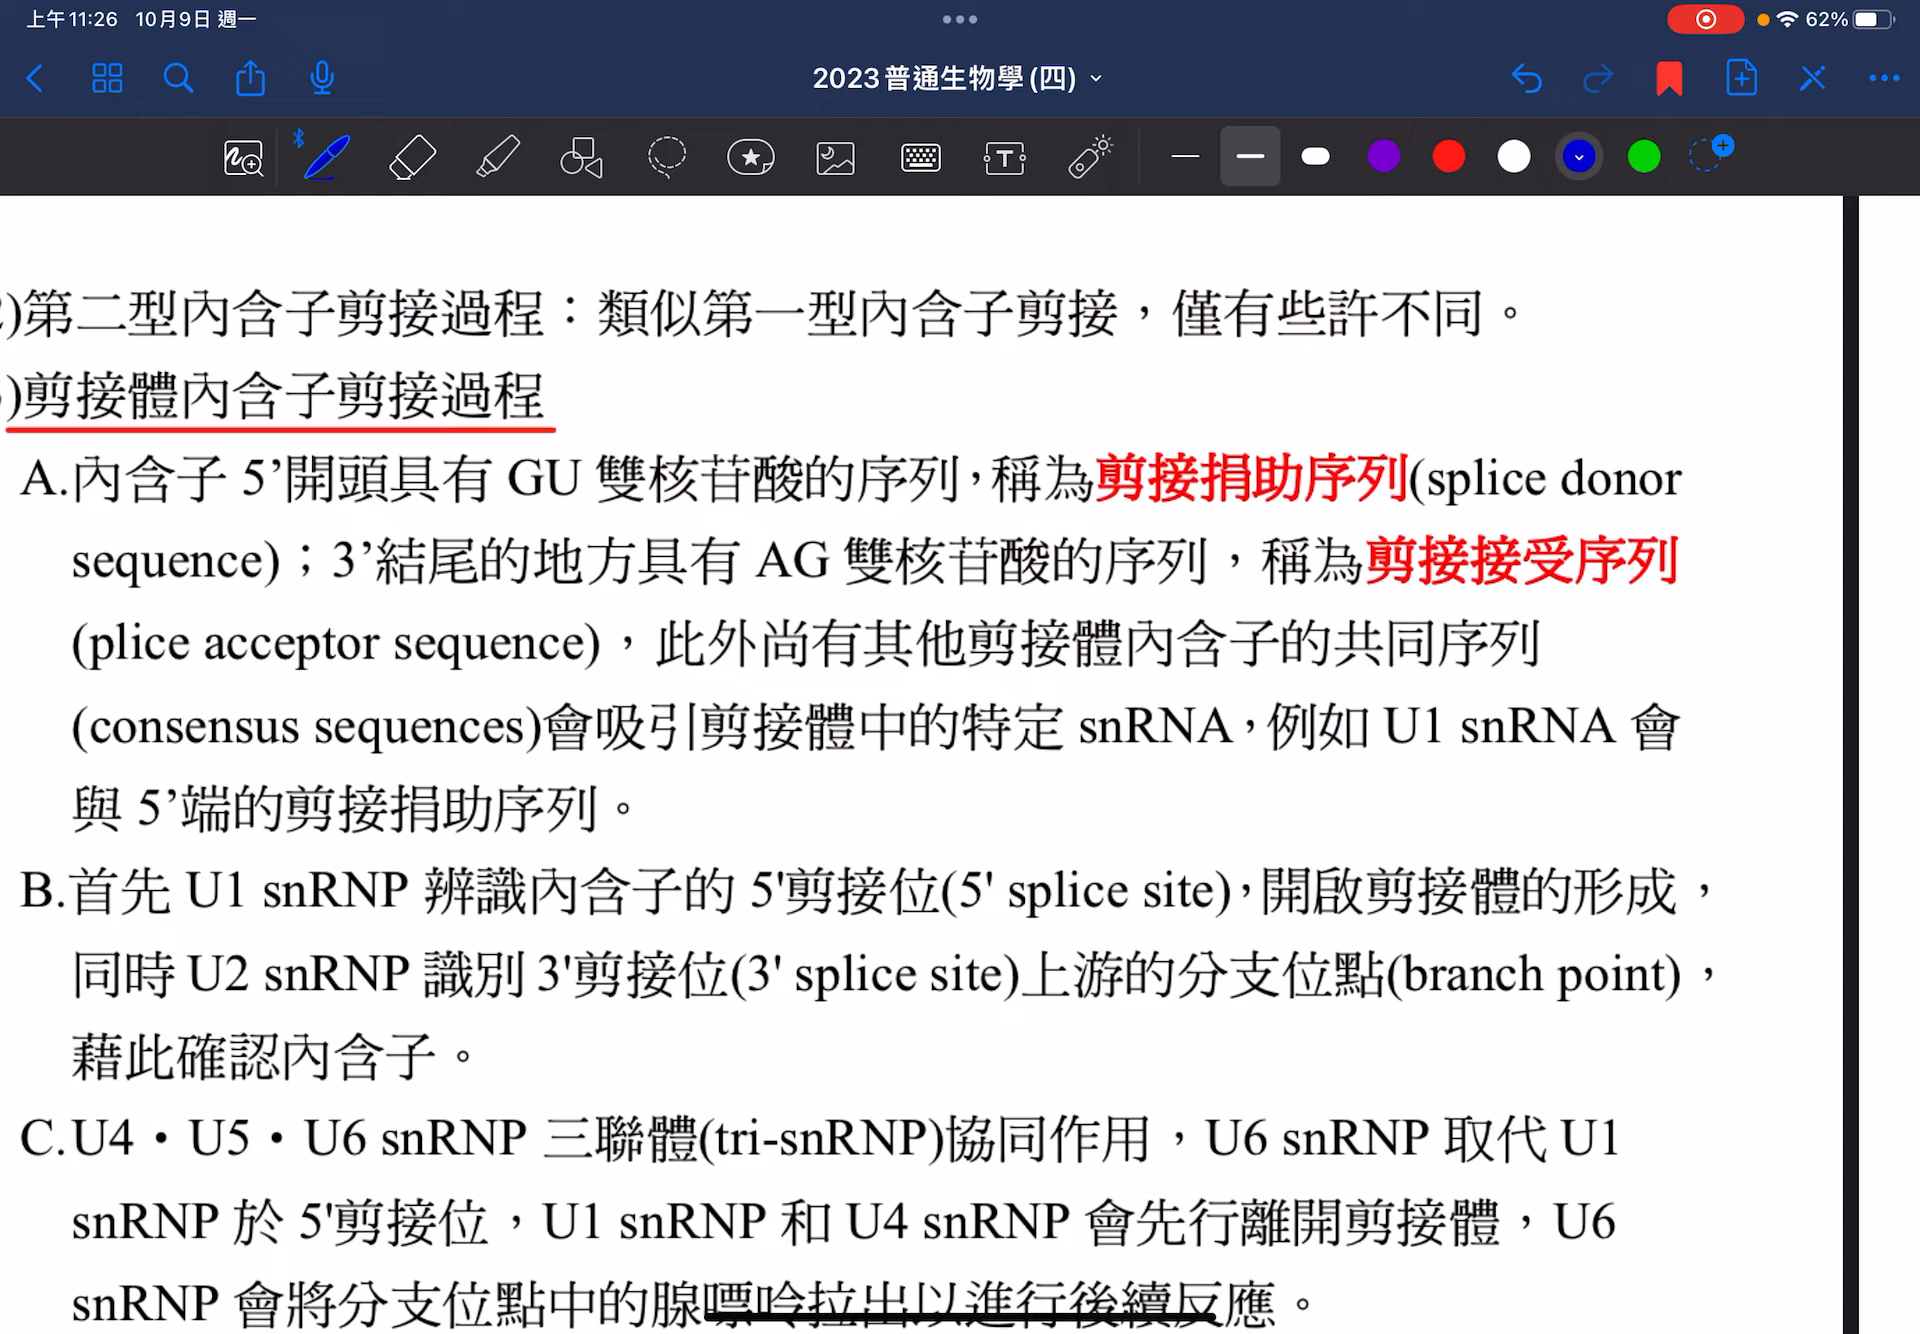 上午11:26 10月9日 週一
62%
2023普通生物學(四)
)第二型內含子剪接過程：類似第一型內含子剪接，僅有些許不同。
)剪接體內含子剪接過程
A.內含子 5’開頭具有 GU 雙核苷酸的序列，稱為剪接捐助序列(splice donor
sequence)；3’結尾的地方具有 AG 雙核苷酸的序列，稱為剪接接受序列
(plice acceptor sequence)，此外尚有其他剪接體內含子的共同序列
(consensus sequences)會吸引剪接體中的特定 snRNA，例如 U1 snRNA 會
與 5’端的剪接捐助序列。
B.首先 U1 snRNP 辨識內含子的 5'剪接位(5' splice site)，開啟剪接體的形成，
同時 U2 snRNP 識別 3'剪接位(3' splice site)上游的分支位點(branch point)，
藉此確認內含子。
C.U4・U5・U6 snRNP 三聯體(tri-snRNP)協同作用，U6 snRNP 取代 U1
snRNP 於 5'剪接位，U1 snRNP 和 U4 snRNP 會先行離開剪接體，U6
snRNP 會將分支位點中的腺嘌呤拉出以進行後續反應。